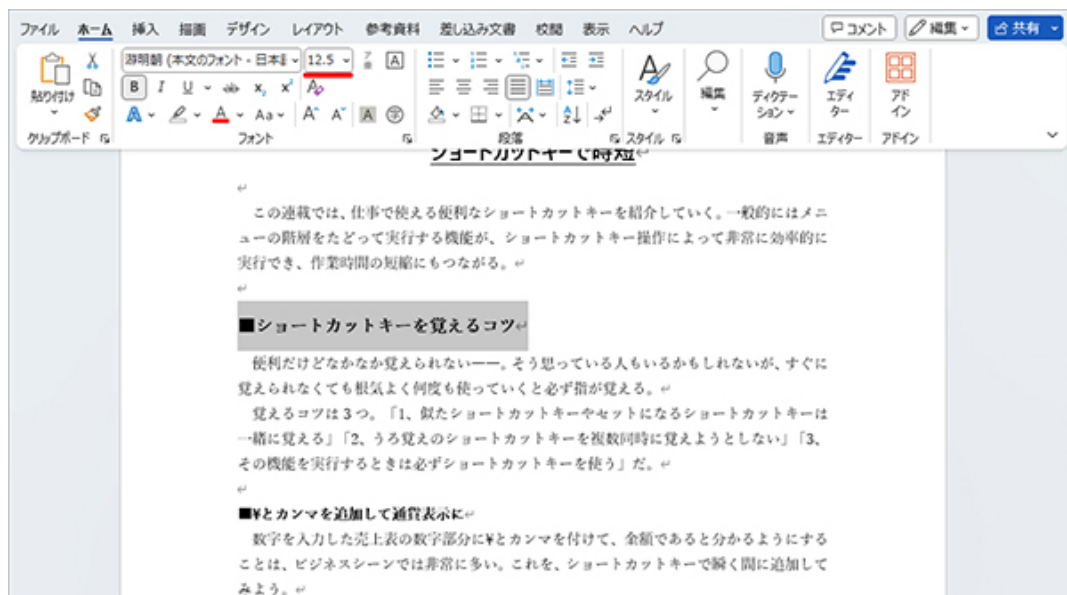 ファイル ホーム 挿入 描画 デザイン レイアウト 参考資料 差し込み文書 校閲 表示 ヘルプ コメント 編集 共有
游明朝 (本文のフォント - 日本語 12.5
B I U ab x₂ x² A
A A Aa A A A 字
貼り付け スタイル 編集 ディクテーション エディター アドイン
クリップボード フォント 段落 スタイル 音声 エディター アドイン
ショートカットキーで時短
この連載では、仕事で使える便利なショートカットキーを紹介していく。一般的にはメニ
ューの階層をたどって実行する機能が、ショートカットキー操作によって非常に効率的に
実行でき、作業時間の短縮にもつながる。
■ショートカットキーを覚えるコツ
便利だけどなかなか覚えられない――。そう思っている人もいるかもしれないが、すぐに
覚えられなくても根気よく何度も使っていくと必ず指が覚える。
覚えるコツは3つ。「1、似たショートカットキーやセットになるショートカットキーは
一緒に覚える」「2、うろ覚えのショートカットキーを複数同時に覚えようとしない」「3、
その機能を実行するときは必ずショートカットキーを使う」だ。
■¥とカンマを追加して通貨表示に
数字を入力した売上表の数字部分に¥とカンマを付けて、金額であると分かるようにする
ことは、ビジネスシーンでは非常に多い。これを、ショートカットキーで瞬く間に追加して
みよう。